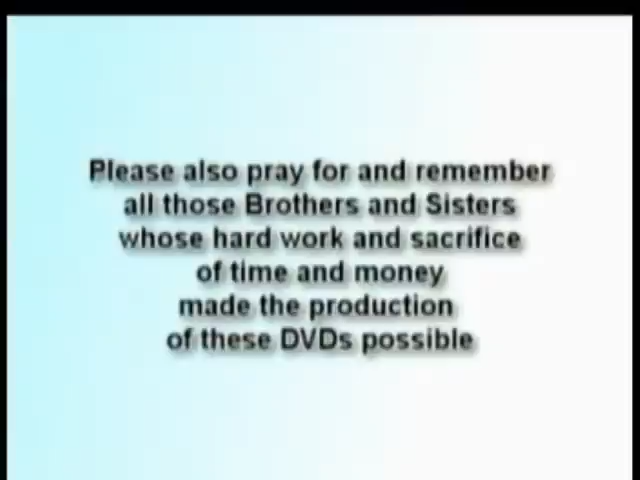 Please also pray for and remember
all those Brothers and Sisters
whose hard work and sacrifice
of time and money
made the production
of these DVDs possible